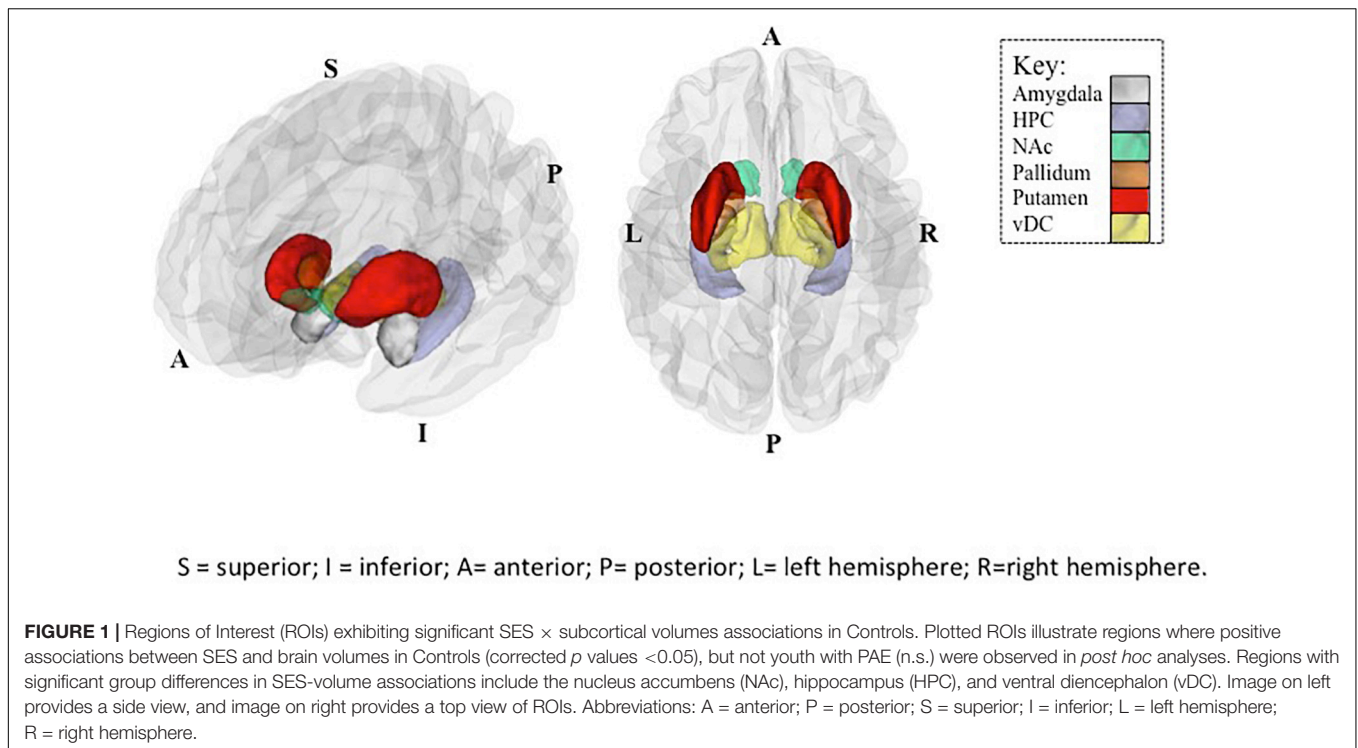 S
P
A
I
A
L
R
P
Key:
Amygdala
HPC
NAc
Pallidum
Putamen
vDC
S = superior; I = inferior; A= anterior; P= posterior; L= left hemisphere; R=right hemisphere.
FIGURE 1 | Regions of Interest (ROIs) exhibiting significant SES × subcortical volumes associations in Controls. Plotted ROIs illustrate regions where positive
associations between SES and brain volumes in Controls (corrected p values <0.05), but not youth with PAE (n.s.) were observed in post hoc analyses. Regions with
significant group differences in SES-volume associations include the nucleus accumbens (NAc), hippocampus (HPC), and ventral diencephalon (vDC). Image on left
provides a side view, and image on right provides a top view of ROIs. Abbreviations: A = anterior; P = posterior; S = superior; I = inferior; L = left hemisphere;
R = right hemisphere.